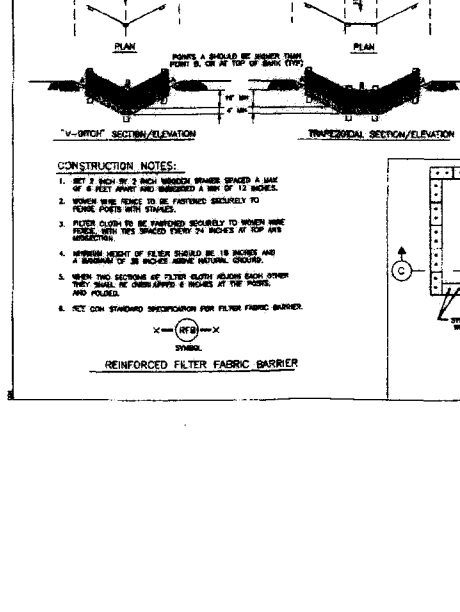 PLAN
PLAN
POINTS A SHOULD BE HIGHER THAN
POINT B, OR AT TOP OF BANK (TYP)
MIN
4" MIN
"V-DITCH" SECTION/ELEVATION
TRAPEZOIDAL SECTION/ELEVATION
CONSTRUCTION NOTES:
1. SET 2 INCH BY 2 INCH WOODEN STAKES SPACED A MAX
OF 6 FEET APART AND EMBEDDED A MIN OF 12 INCHES.
2. WOVEN WIRE FENCE TO BE FASTENED SECURELY TO
FENCE POSTS WITH STAPLES.
3. FILTER CLOTH TO BE FASTENED SECURELY TO WOVEN WIRE
FENCE, WITH TIES SPACED EVERY 24 INCHES AT TOP AND
MIDSECTION.
4. MINIMUM HEIGHT OF FILTER SHOULD BE 18 INCHES AND
A MAXIMUM OF 36 INCHES ABOVE NATURAL GROUND.
5. WHEN TWO SECTIONS OF FILTER CLOTH ADJOIN EACH OTHER
THEY SHALL BE OVERLAPPED 6 INCHES AT THE POSTS,
AND FOLDED.
6. SEE COH STANDARD SPECIFICATION FOR FILTER FABRIC BARRIER.
X RFB X
SYMBOL
REINFORCED FILTER FABRIC BARRIER
C